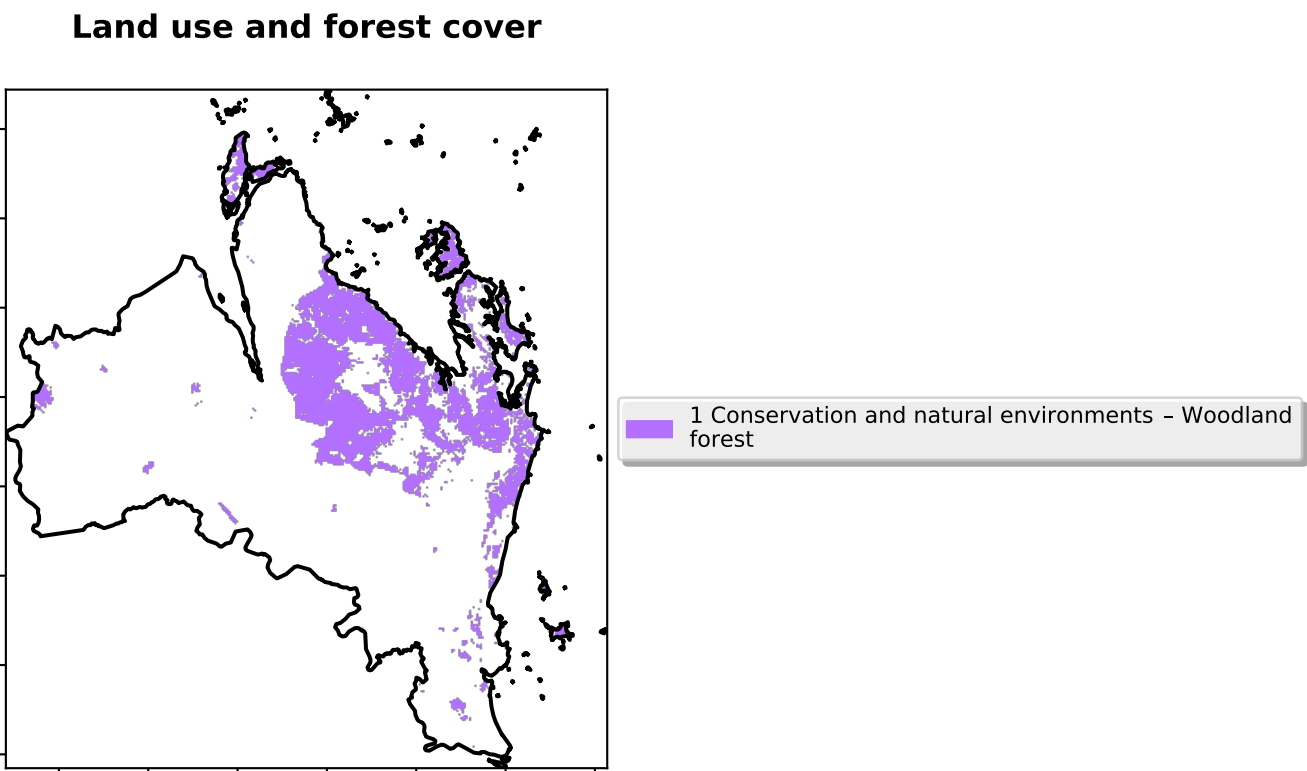 Land use and forest cover
1 Conservation and natural environments – Woodland
forest